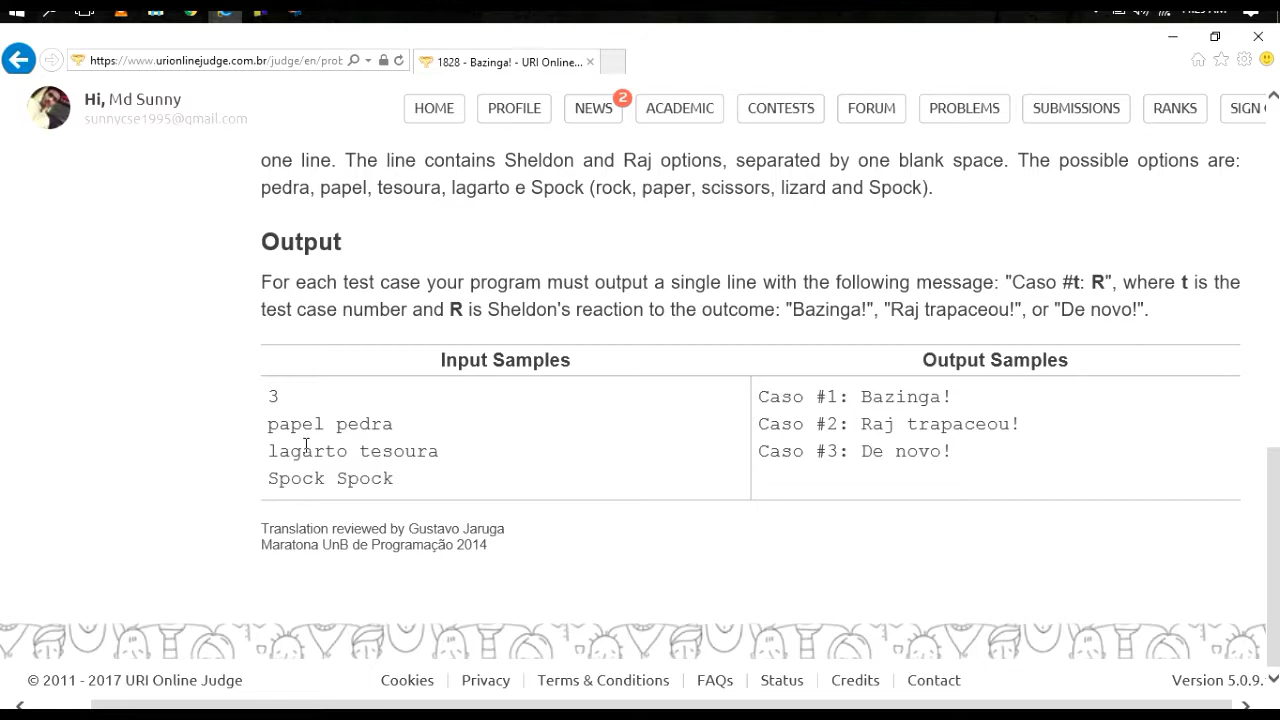 https://www.urionlinejudge.com.br/judge/en/prob
1828 - Bazinga! - URI Online...
Hi, Md Sunny
sunnycse1995@gmail.com
HOME
PROFILE
NEWS
2
ACADEMIC
CONTESTS
FORUM
PROBLEMS
SUBMISSIONS
RANKS
SIGN
one line. The line contains Sheldon and Raj options, separated by one blank space. The possible options are:
pedra, papel, tesoura, lagarto e Spock (rock, paper, scissors, lizard and Spock).
Output
For each test case your program must output a single line with the following message: "Caso #t: R", where t is the
test case number and R is Sheldon's reaction to the outcome: "Bazinga!", "Raj trapaceou!", or "De novo!".
Input Samples
Output Samples
3
papel pedra
lagarto tesoura
Spock Spock
Caso #1: Bazinga!
Caso #2: Raj trapaceou!
Caso #3: De novo!
Translation reviewed by Gustavo Jaruga
Maratona UnB de Programação 2014
© 2011 - 2017 URI Online Judge
Cookies
Privacy
Terms & Conditions
FAQs
Status
Credits
Contact
Version 5.0.9.